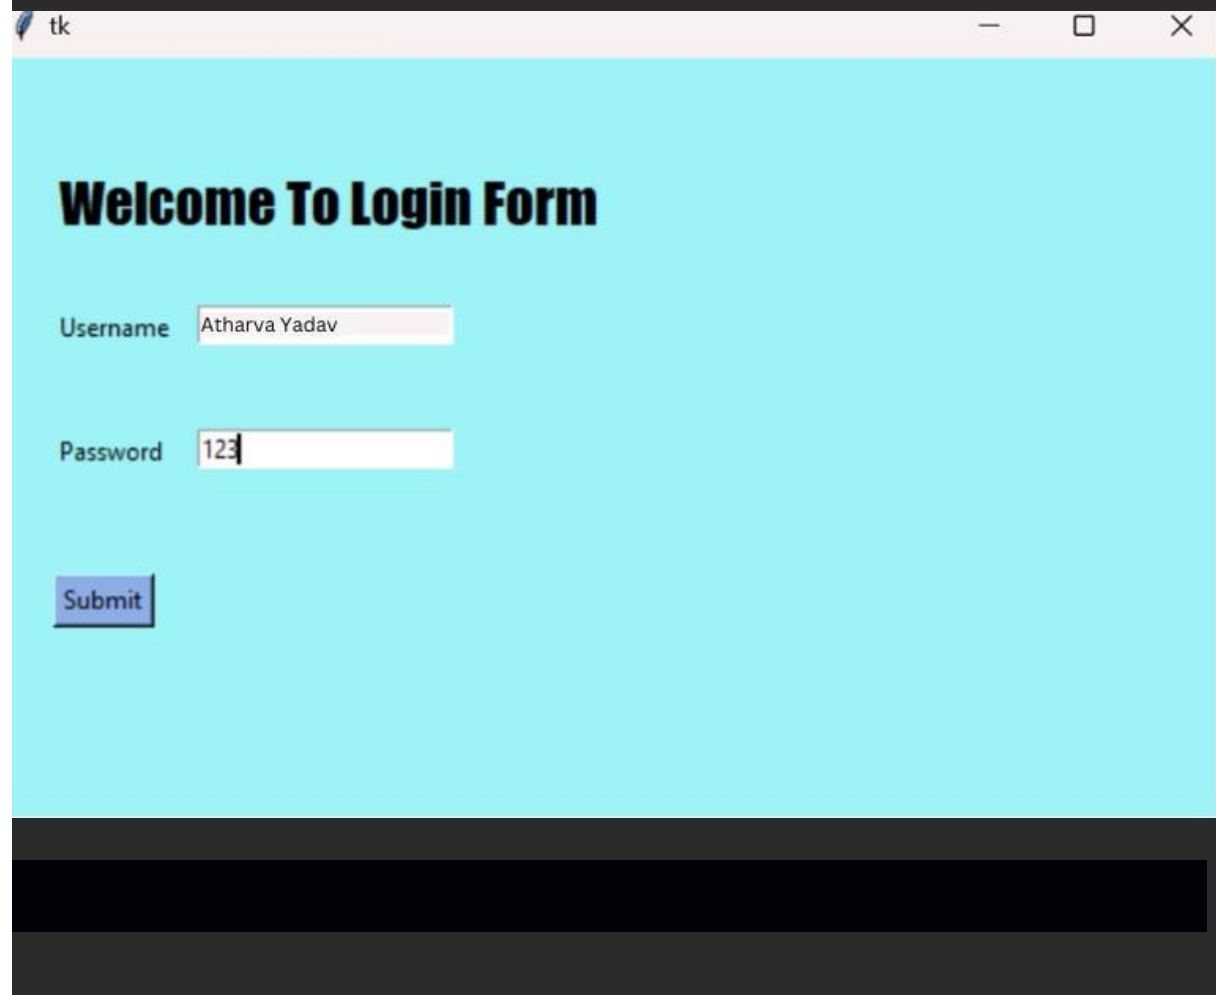 tk
Welcome To Login Form
Username Atharva Yadav
Password 123
Submit